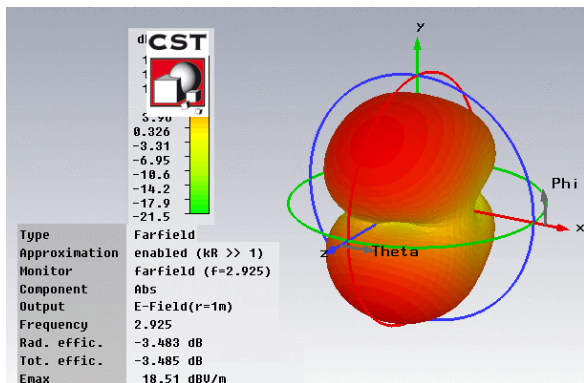 CST
0.326
-3.31
-6.95
-10.6
-14.2
-17.9
-21.5
y
Phi
x
z
Theta
Type Farfield
Approximation enabled (kR >> 1)
Monitor farfield (f=2.925)
Component Abs
Output E-Field(r=1m)
Frequency 2.925
Rad. effic. -3.483 dB
Tot. effic. -3.485 dB
Emax 18.51 dBV/m